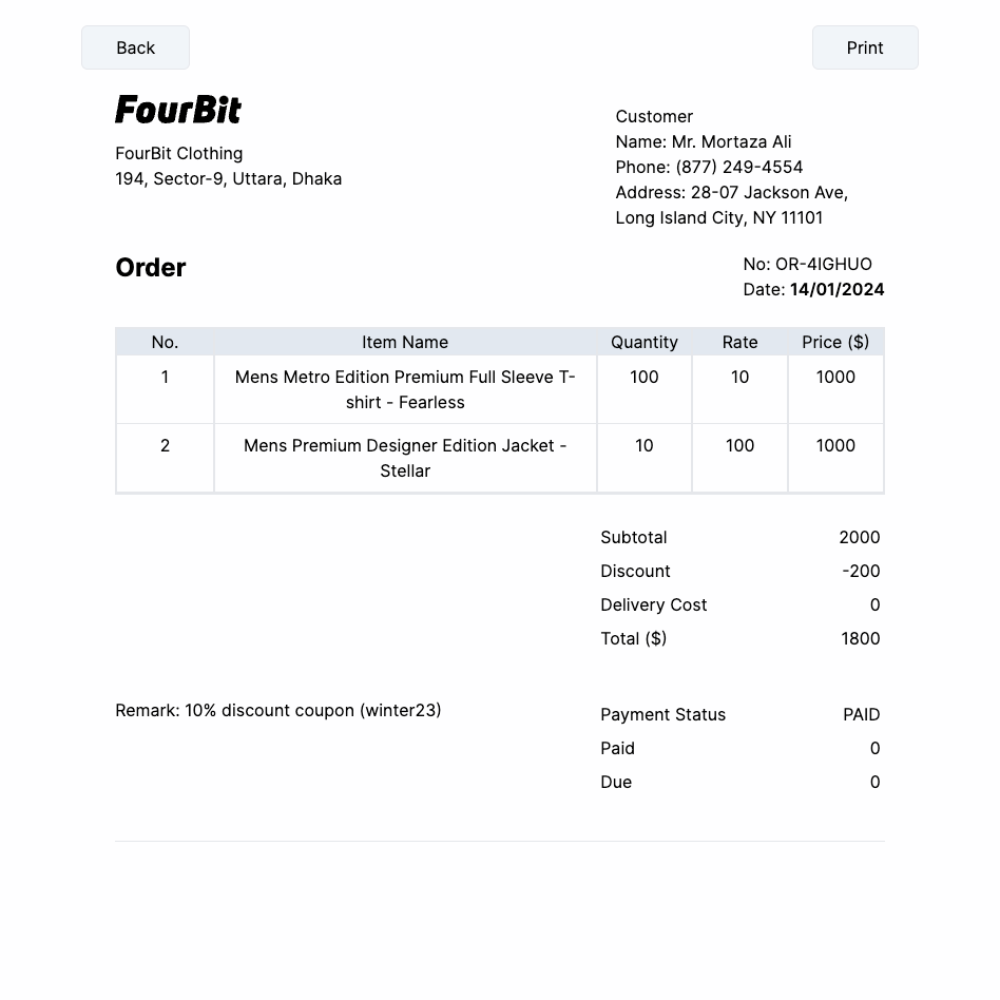 Back
Print
FourBit
FourBit Clothing
194, Sector-9, Uttara, Dhaka
Customer
Name: Mr. Mortaza Ali
Phone: (877) 249-4554
Address: 28-07 Jackson Ave,
Long Island City, NY 11101
Order
No: OR-4IGHUO
Date: 14/01/2024
No. Item Name Quantity Rate Price ($)
1 Mens Metro Edition Premium Full Sleeve T- 100 10 1000
shirt - Fearless
2 Mens Premium Designer Edition Jacket - 10 100 1000
Stellar
Subtotal 2000
Discount -200
Delivery Cost 0
Total ($) 1800
Remark: 10% discount coupon (winter23)
Payment Status PAID
Paid 0
Due 0